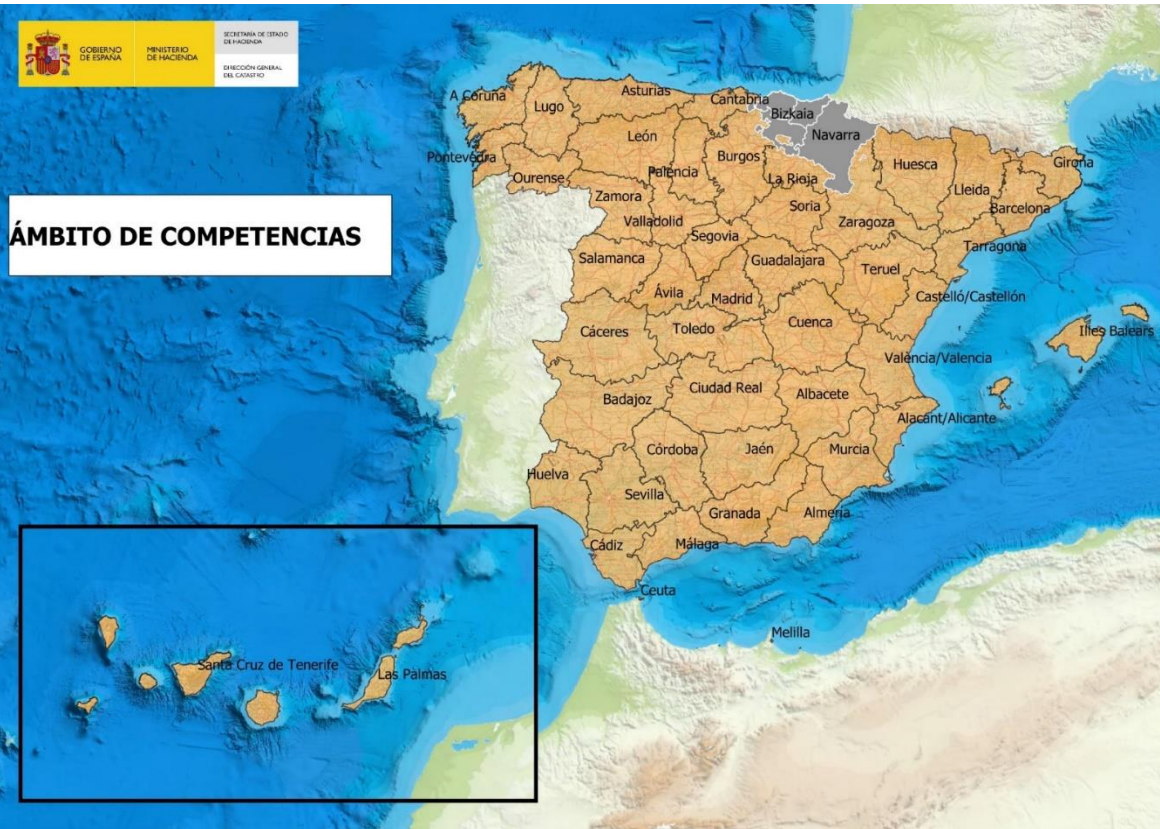 GOBIERNO
DE ESPAÑA
MINISTERIO
DE HACIENDA
SECRETARÍA DE ESTADO
DE HACIENDA
DIRECCIÓN GENERAL
DEL CATASTRO
ÁMBITO DE COMPETENCIAS
A Coruña
Lugo
Asturias
Cantabria
Bizkaia
Navarra
León
Pontevedra
Ourense
Palencia
Burgos
La Rioja
Huesca
Girona
Lleida
Zamora
Barcelona
Soria
Valladolid
Zaragoza
Segovia
Tarragona
Salamanca
Guadalajara
Teruel
Ávila
Madrid
Castelló/Castellón
Cáceres
Toledo
Cuenca
Illes Balears
València/Valencia
Ciudad Real
Badajoz
Albacete
Alacant/Alicante
Córdoba
Jaén
Murcia
Huelva
Sevilla
Granada
Almería
Cádiz
Málaga
Ceuta
Melilla
Santa Cruz de Tenerife
Las Palmas